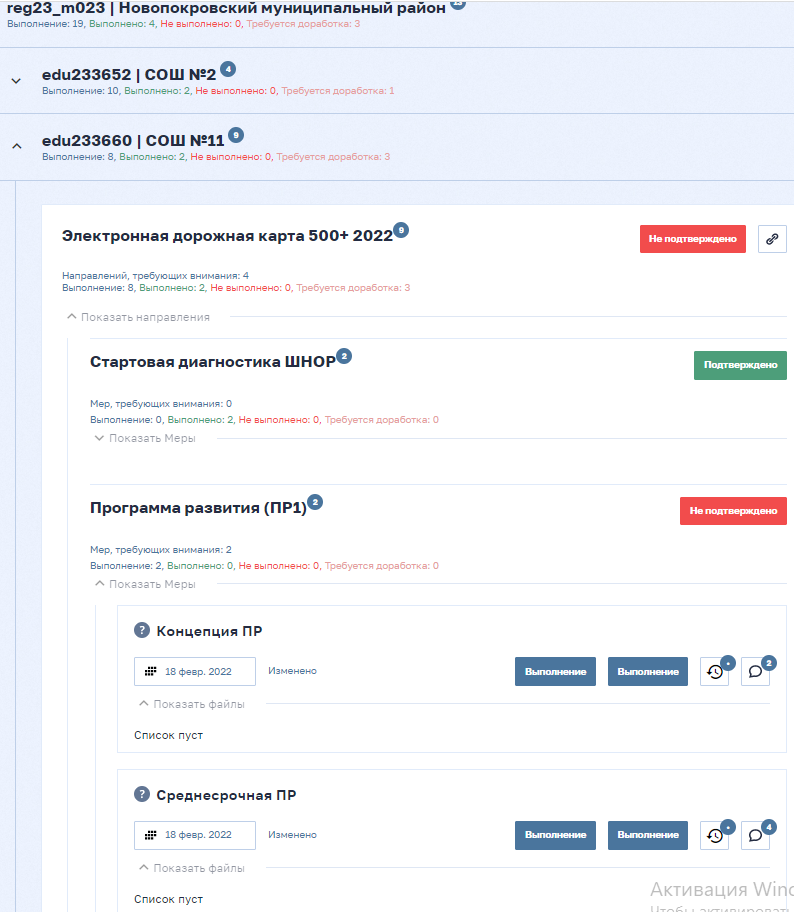 reg23_m023 | Новопокровский муниципальный район
Выполнение: 19, Выполнено: 4, Не выполнено: 0, Требуется доработка: 3
edu233652 | СОШ №2 4
Выполнение: 10, Выполнено: 2, Не выполнено: 0, Требуется доработка: 1
edu233660 | СОШ №11 9
Выполнение: 8, Выполнено: 2, Не выполнено: 0, Требуется доработка: 3
Электронная дорожная карта 500+ 2022 9 Не подтверждено
Направлений, требующих внимания: 4
Выполнение: 8, Выполнено: 2, Не выполнено: 0, Требуется доработка: 3
Показать направления
Стартовая диагностика ШНОР 2 Подтверждено
Мер, требующих внимания: 0
Выполнение: 0, Выполнено: 2, Не выполнено: 0, Требуется доработка: 0
Показать Меры
Программа развития (ПР1) 2 Не подтверждено
Мер, требующих внимания: 2
Выполнение: 2, Выполнено: 0, Не выполнено: 0, Требуется доработка: 0
Показать Меры
? Концепция ПР
18 февр. 2022 Изменено Выполнение Выполнение 2
Показать файлы
Список пуст
? Среднесрочная ПР
18 февр. 2022 Изменено Выполнение Выполнение 4
Показать файлы
Список пуст
Активация Wind
Чтобы активировать